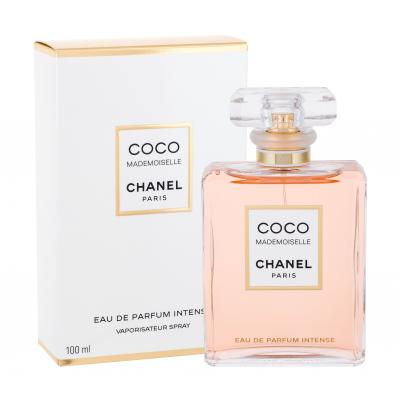 COCO
MADEMOISELLE
CHANEL
PARIS
EAU DE PARFUM INTENSE
VAPORISATEUR SPRAY
100 ml
COCO
MADEMOISELLE
CHANEL
PARIS
EAU DE PARFUM INTENSE